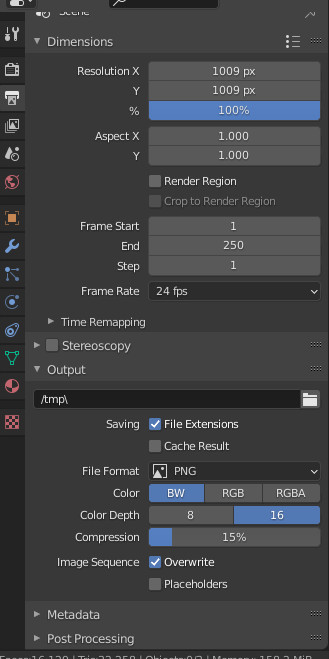 Scene
Dimensions
Resolution X 1009 px
Y 1009 px
% 100%
Aspect X 1.000
Y 1.000
Render Region
Crop to Render Region
Frame Start 1
End 250
Step 1
Frame Rate 24 fps
Time Remapping
Stereoscopy
Output
/tmp\
Saving File Extensions
Cache Result
File Format PNG
Color BW RGB RGBA
Color Depth 8 16
Compression 15%
Image Sequence Overwrite
Placeholders
Metadata
Post Processing